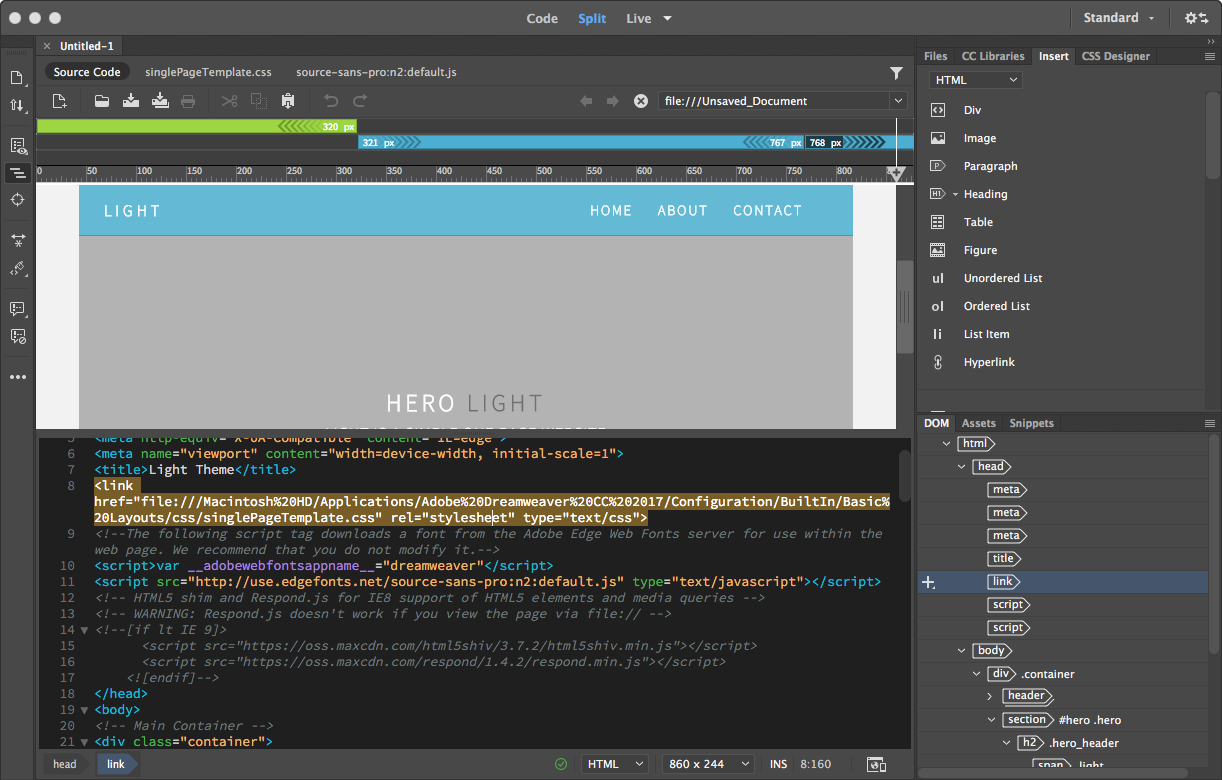 Code Split Live Standard
Untitled-1
Source Code singlePageTemplate.css source-sans-pro:n2:default.js
file:///Unsaved_Document
320 px
321 px 767 px 768 px
0 50 100 150 200 250 300 350 400 450 500 550 600 650 700 750 800
LIGHT HOME ABOUT CONTACT
HERO LIGHT
5 <meta http-equiv="X-UA-Compatible" content="IE=edge">
6 <meta name="viewport" content="width=device-width, initial-scale=1">
7 <title>Light Theme</title>
8 <link
href="file:///Macintosh%20HD/Applications/Adobe%20Dreamweaver%20CC%202017/Configuration/BuiltIn/Basic%
20Layouts/css/singlePageTemplate.css" rel="stylesheet" type="text/css">
9 <!--The following script tag downloads a font from the Adobe Edge Web Fonts server for use within the
web page. We recommend that you do not modify it.-->
10 <script>var __adobewebfontsappname__="dreamweaver"</script>
11 <script src="http://use.edgefonts.net/source-sans-pro:n2:default.js" type="text/javascript"></script>
12 <!-- HTML5 shim and Respond.js for IE8 support of HTML5 elements and media queries -->
13 <!-- WARNING: Respond.js doesn't work if you view the page via file:// -->
14 <!--[if lt IE 9]>
15 <script src="https://oss.maxcdn.com/html5shiv/3.7.2/html5shiv.min.js"></script>
16 <script src="https://oss.maxcdn.com/respond/1.4.2/respond.min.js"></script>
17 <![endif]-->
18 </head>
19 <body>
20 <!-- Main Container -->
21 <div class="container">
head link HTML 860 x 244 INS 8:160
Files CC Libraries Insert CSS Designer
HTML
Div
Image
Paragraph
H1 Heading
Table
Figure
ul Unordered List
ol Ordered List
li List Item
Hyperlink
DOM Assets Snippets
html
head
meta
meta
meta
title
link
script
script
body
div .container
header
section #hero .hero
h2 .hero_header
span .light